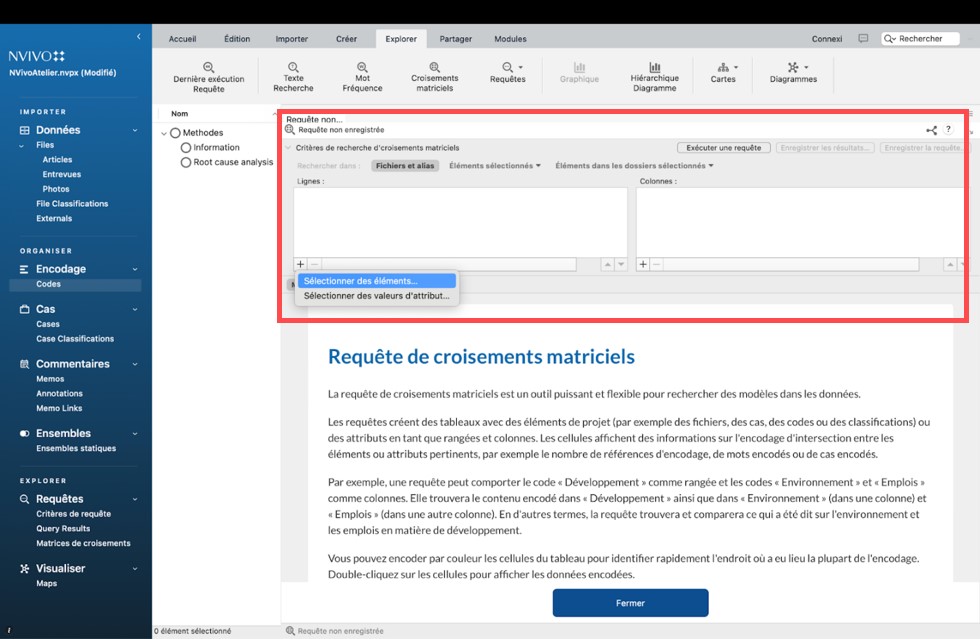 NVIVO
NVivoAtelier.nvpx (Modifié)
IMPORTER
Données
Files
Articles
Entrevues
Photos
File Classifications
Externals
ORGANISER
Encodage
Codes
Cas
Cases
Case Classifications
Commentaires
Memos
Annotations
Memo Links
Ensembles
Ensembles statiques
EXPLORER
Requêtes
Critères de requête
Query Results
Matrices de croisements
Visualiser
Maps
Accueil Édition Importer Créer Explorer Partager Modules Connexi Rechercher
Dernière exécution
Requête
Texte
Recherche
Mot
Fréquence
Croisements
matriciels
Requêtes
Graphique
Hiérarchique
Diagramme
Cartes
Diagrammes
Nom
Methodes
Information
Root cause analysis
Requête non...
Requête non enregistrée
?
Critères de recherche d'croisements matriciels
Exécuter une requête Enregistrer les résultats... Enregistrer la requête...
Rechercher dans : Fichiers et alias Éléments sélectionnés Éléments dans les dossiers sélectionnés
Lignes : Colonnes :
Sélectionner des éléments...
Sélectionner des valeurs d'attribut...
Requête de croisements matriciels
La requête de croisements matriciels est un outil puissant et flexible pour rechercher des modèles dans les données.
Les requêtes créent des tableaux avec des éléments de projet (par exemple des fichiers, des cas, des codes ou des classifications) ou
des attributs en tant que rangées et colonnes. Les cellules affichent des informations sur l'encodage d'intersection entre les
éléments ou attributs pertinents, par exemple le nombre de références d'encodage, de mots encodés ou de cas encodés.
Par exemple, une requête peut comporter le code « Développement » comme rangée et les codes « Environnement » et « Emplois »
comme colonnes. Elle trouvera le contenu encodé dans « Développement » ainsi que dans « Environnement » (dans une colonne) et
« Emplois » (dans une autre colonne). En d'autres termes, la requête trouvera et comparera ce qui a été dit sur l'environnement et
les emplois en matière de développement.
Vous pouvez encoder par couleur les cellules du tableau pour identifier rapidement l'endroit où a eu lieu la plupart de l'encodage.
Double-cliquez sur les cellules pour afficher les données encodées.
Fermer
0 élément sélectionné
Requête non enregistrée